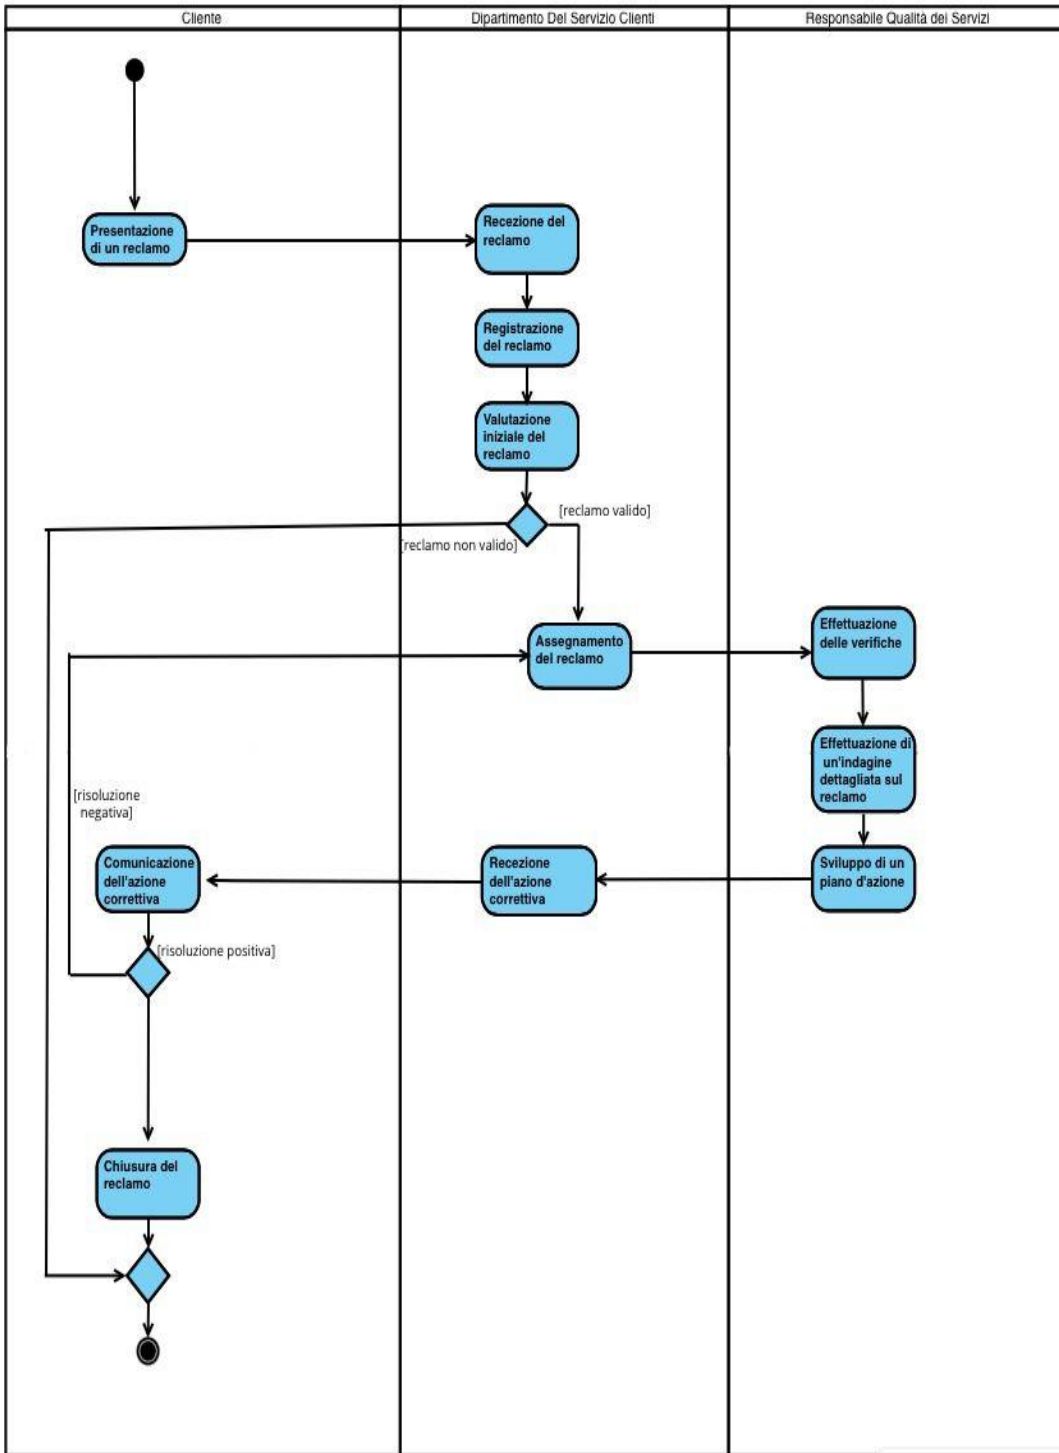 Cliente
Dipartimento Del Servizio Clienti
Responsabile Qualità dei Servizi
Presentazione
di un reclamo
Recezione del
reclamo
Registrazione
del reclamo
Valutazione
iniziale del
reclamo
[reclamo valido]
[reclamo non valido]
Assegnamento
del reclamo
Effettuazione
delle verifiche
Effettuazione di
un'indagine
dettagliata sul
reclamo
Sviluppo di un
piano d'azione
Recezione
dell'azione
correttiva
Comunicazione
dell'azione
correttiva
[risoluzione
negativa]
[risoluzione positiva]
Chiusura del
reclamo